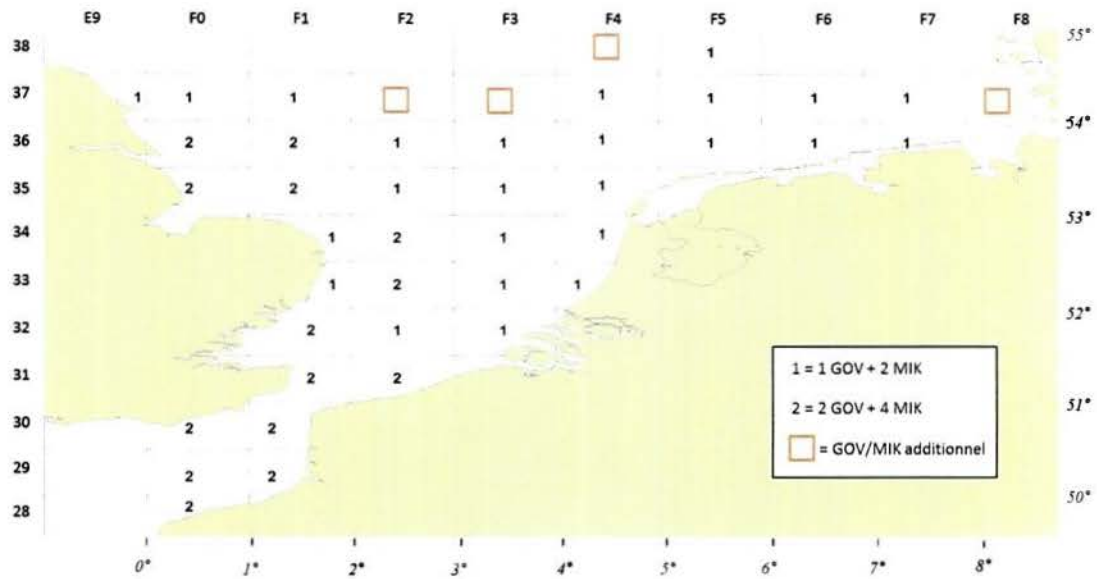 E9 F0 F1 F2 F3 F4 F5 F6 F7 F8
38 1 55°
37 1 1 1 1 1 1 1
36 2 2 1 1 1 1 1 1 54°
35 2 2 1 1 1
34 1 2 1 1 53°
33 1 2 1 1
32 2 1 1 52°
31 2 2
30 2 2 51°
29 2 2
28 2 50°
1 = 1 GOV + 2 MIK
2 = 2 GOV + 4 MIK
= GOV/MIK additionnel
0° 1° 2° 3° 4° 5° 6° 7° 8°